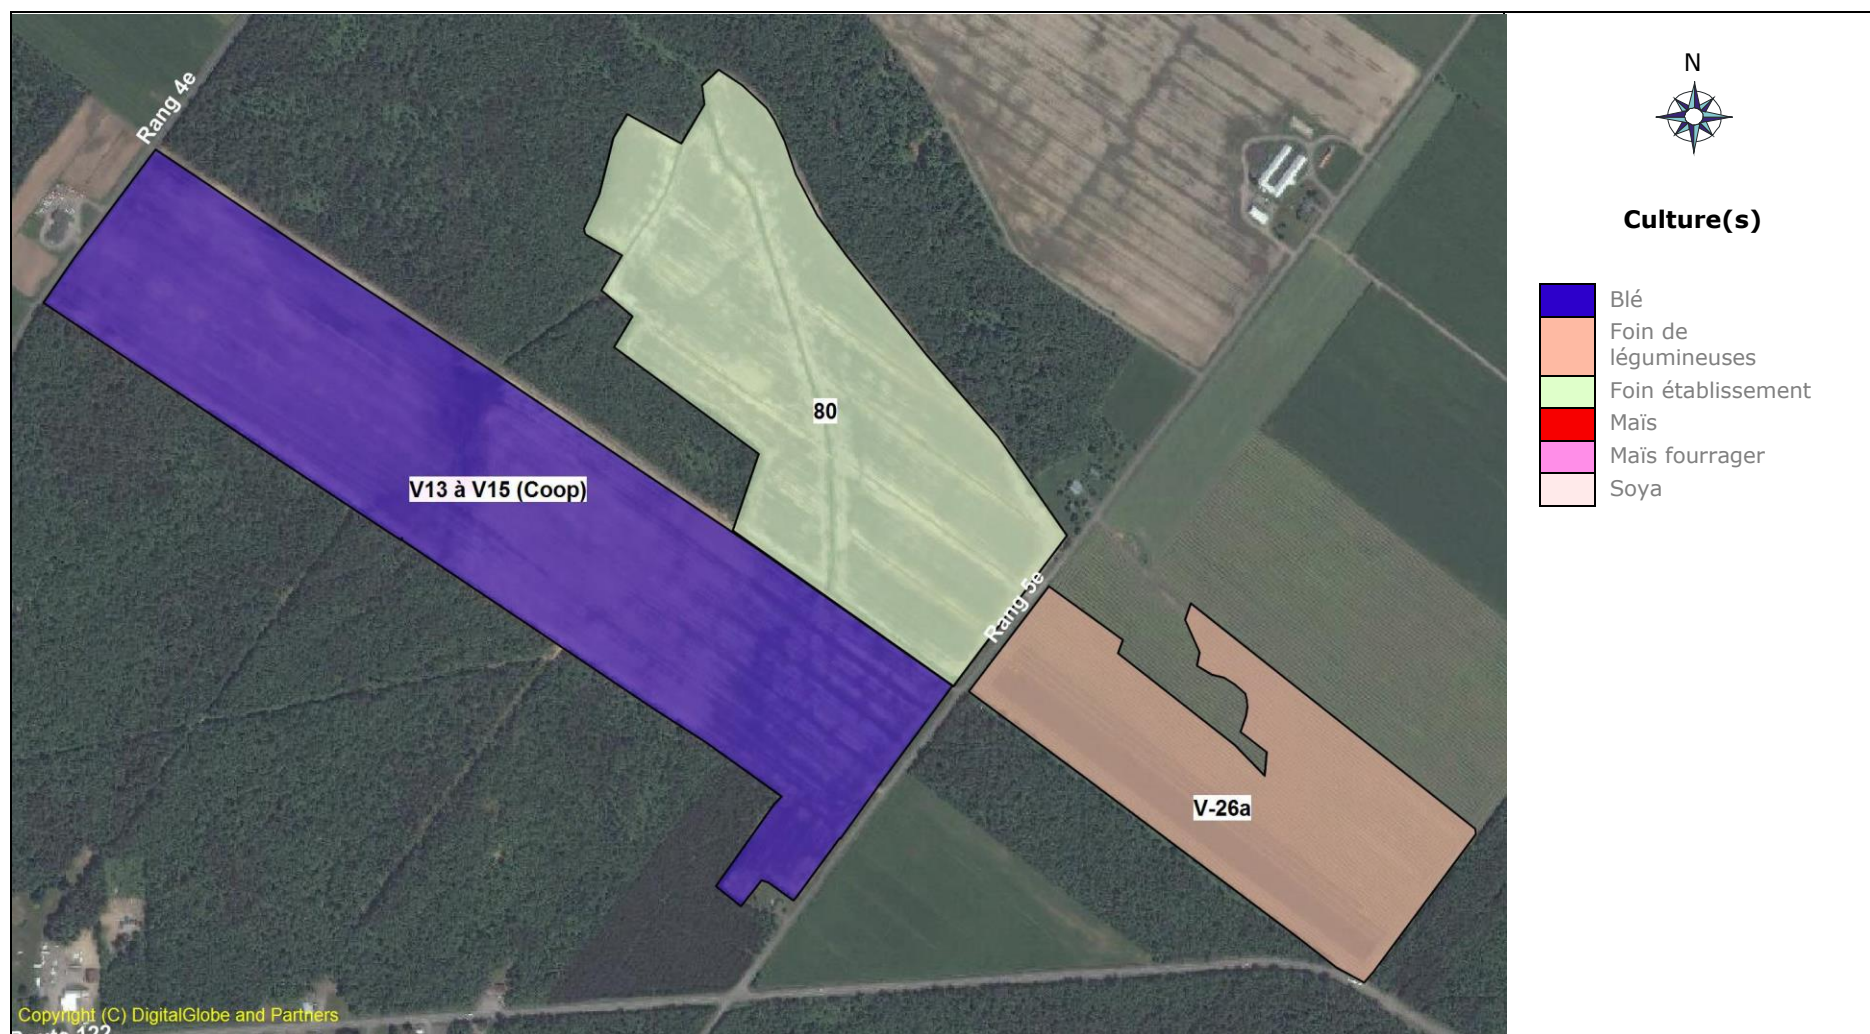 Rang 4e
80
V13 à V15 (Coop)
Rang 5e
V-26a
Copyright (C) DigitalGlobe and Partners
122
N
Culture(s)
Blé
Foin de
légumineuses
Foin établissement
Maïs
Maïs fourrager
Soya